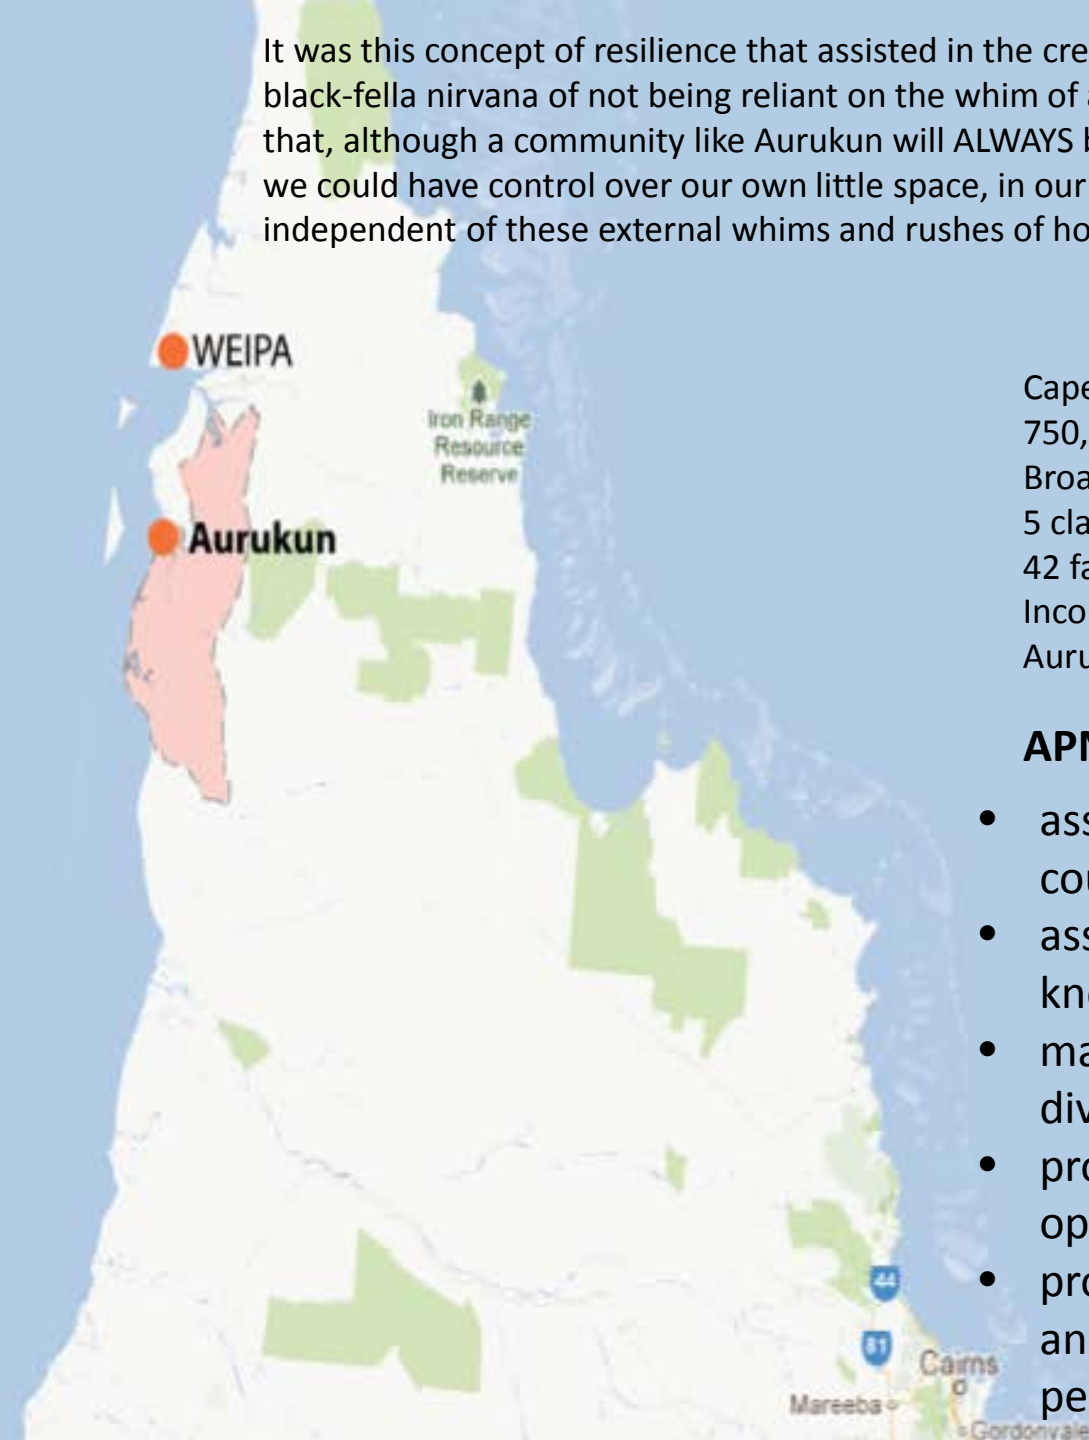 It was this concept of resilience that assisted in the cre
black-fella nirvana of not being reliant on the whim of a
that, although a community like Aurukun will ALWAYS b
we could have control over our own little space, in our
independent of these external whims and rushes of ho
WEIPA
Iron Range
Resource
Reserve
Aurukun
Cape
750,
Broa
5 cla
42 fa
Inco
Auru
APN
• ass
cou
• ass
kno
• ma
div
• pro
op
• pro
an
pe
44
81
Cairns
Mareeba
Gordonvale